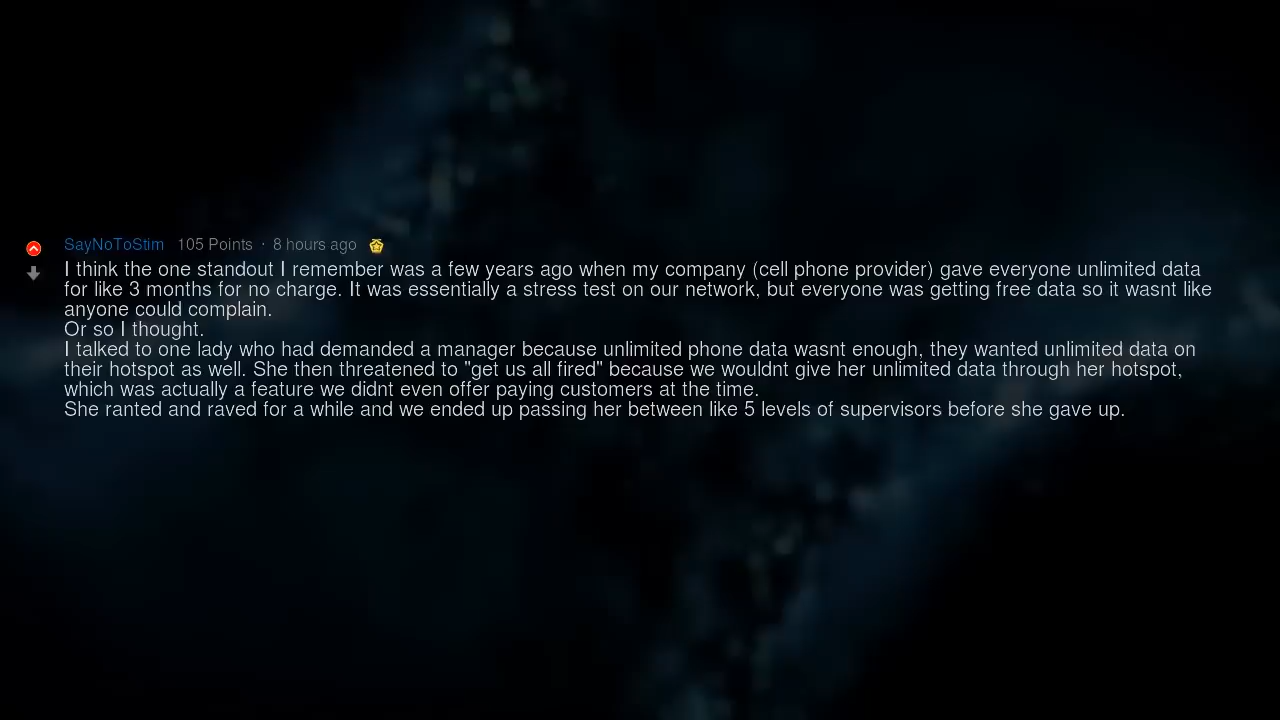 SayNoToStim 105 Points · 8 hours ago
I think the one standout I remember was a few years ago when my company (cell phone provider) gave everyone unlimited data
for like 3 months for no charge. It was essentially a stress test on our network, but everyone was getting free data so it wasnt like
anyone could complain.
Or so I thought.
I talked to one lady who had demanded a manager because unlimited phone data wasnt enough, they wanted unlimited data on
their hotspot as well. She then threatened to "get us all fired" because we wouldnt give her unlimited data through her hotspot,
which was actually a feature we didnt even offer paying customers at the time.
She ranted and raved for a while and we ended up passing her between like 5 levels of supervisors before she gave up.